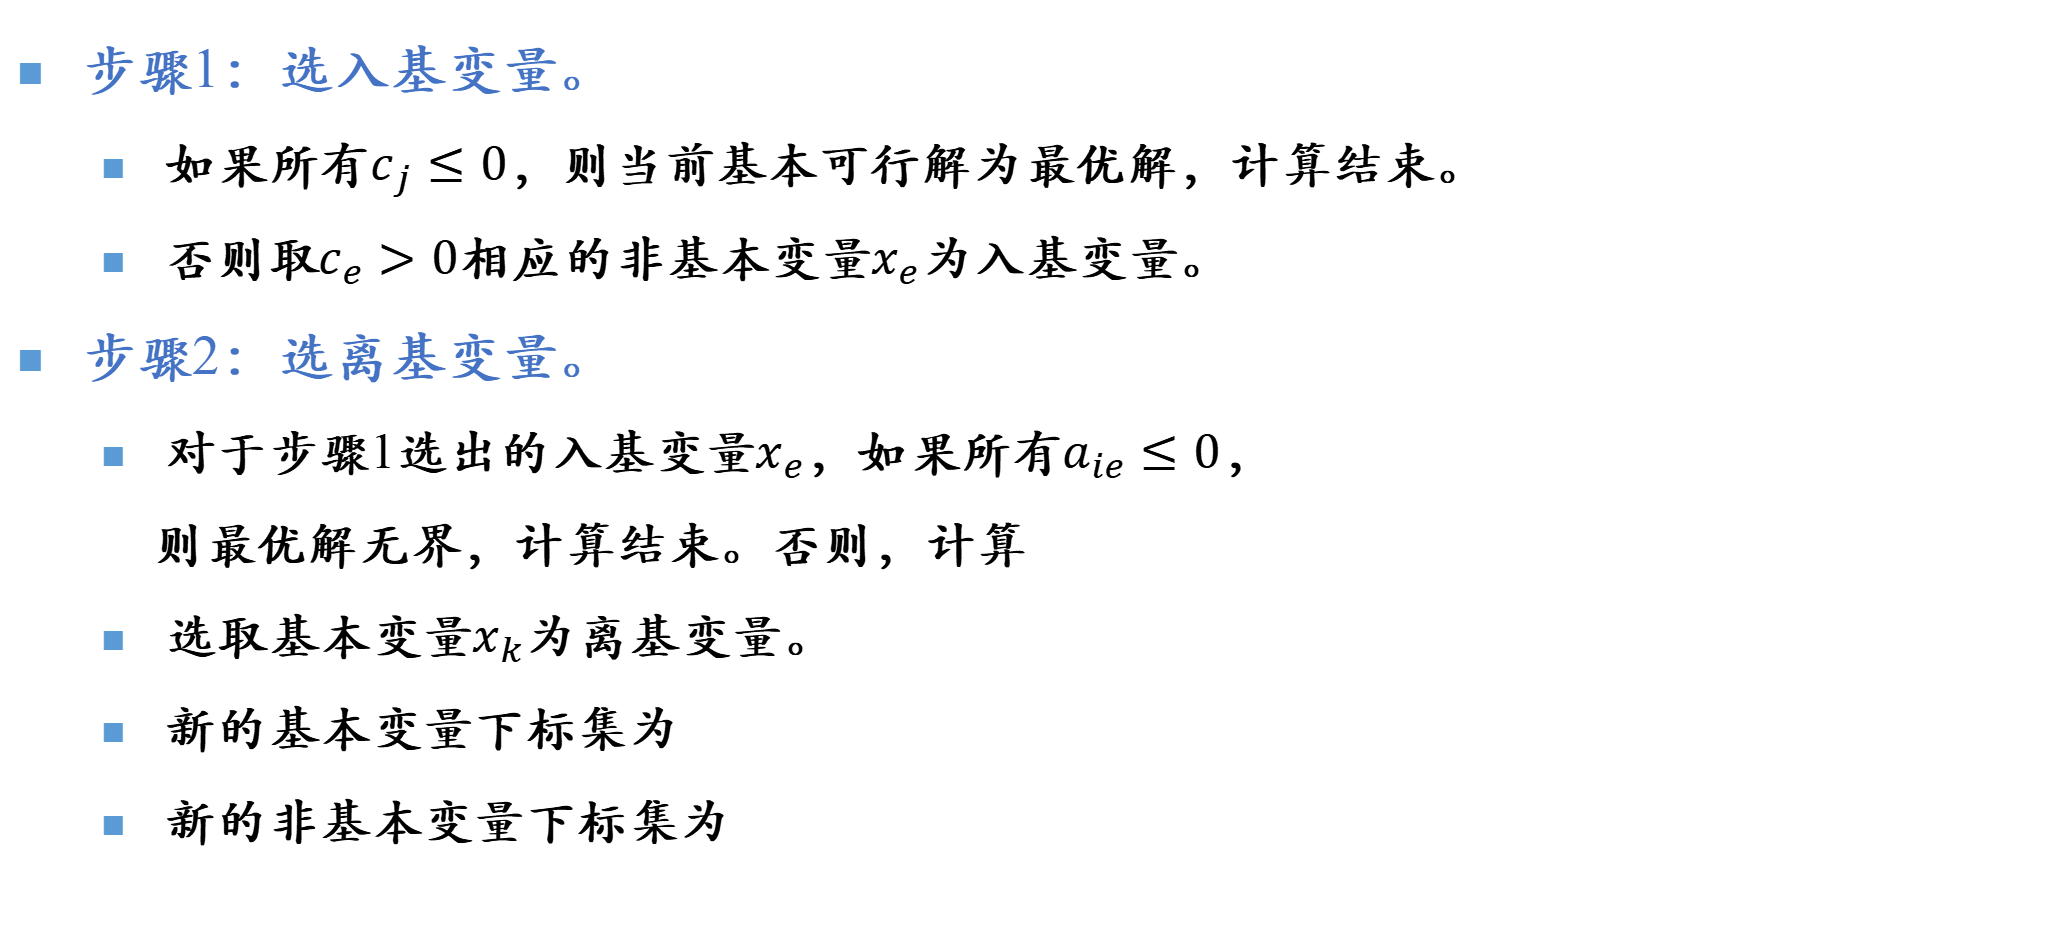 步骤1：选入基变量。
如果所有c_j ≤ 0，则当前基本可行解为最优解，计算结束。
否则取c_e > 0相应的非基本变量x_e为入基变量。
步骤2：选离基变量。
对于步骤1选出的入基变量x_e，如果所有a_{ie} ≤ 0，
则最优解无界，计算结束。否则，计算
选取基本变量x_k为离基变量。
新的基本变量下标集为
新的非基本变量下标集为